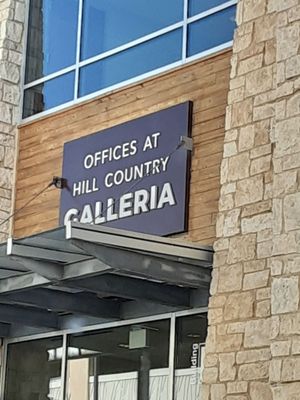 OFFICES AT
HILL COUNTRY
GALLERIA